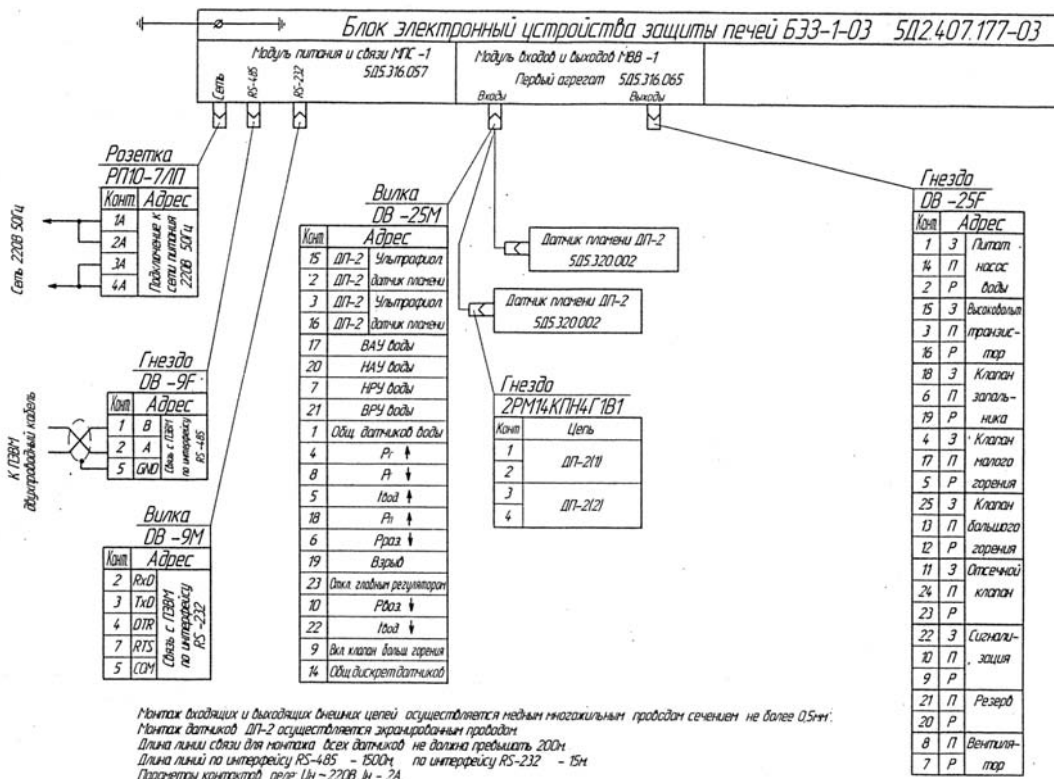 Блок электронный устройства защиты печей БЭЗ-1-03 5Д2.407.177-03
Модуль питания и связи МПС -1
5Д5.316.057
Модуль входов и выходов МВВ -1
Первый агрегат 5Д5.316.065
Сеть
RS-485
RS-232
Входы
Выходы
Розетка
РП10-7ЛП
Конт. Адрес
1А
2А
3А
4А
Подключение к
сети питания
220В 50Гц
Сеть 220В 50Гц
Гнездо
DB -9F
Конт Адрес
1 B
2 A
5 GND
Связь с ПЭВМ
по интерфейсу
RS -485
К ПЭВМ
двухпроводный кабель
Вилка
DB -9M
Конт. Адрес
2 RxD
3 TxD
4 DTR
7 RTS
5 COM
Связь с ПЭВМ
по интерфейсу
RS -232
Вилка
DB -25M
Конт. Адрес
15 ДП-2 Ультрафиол.
2 ДП-2 датчик пламени
3 ДП-2 Ультрафиол.
16 ДП-2 датчик пламени
17 ВАУ воды
20 НАУ воды
7 НРУ воды
21 ВРУ воды
1 Общ. датчиков воды
4 Рг ↑
8 Рг ↓
5 tвод ↑
18 Рп ↑
6 Рраз. ↓
19 Взрыв
23 Откл. главным регулятором
10 Рвоз. ↓
22 tвод ↓
9 Вкл клапан больш горения
14 Общ дискрет.датчиков
Датчик пламени ДП-2
5Д5.320.002
Датчик пламени ДП-2
5Д5.320.002
Гнездо
2РМ14КПН4Г1В1
Конт Цепь
1
2
ДП-2(1)
3
4
ДП-2(2)
Гнездо
DB -25F
Конт Адрес
1 З Питат.
14 П насос
2 Р воды
15 З Высоковольт.
3 П транзис-
16 Р тор
18 З Клапан
6 П запаль-
19 Р ника
4 З Клапан
17 П малого
5 Р горения
25 З Клапан
13 П большого
12 Р горения
11 З Отсечной
24 П клапан
23 Р
22 З Сигнали-
10 П зация
9 Р
21 П Резерв
20 Р
8 П Вентиля-
7 Р тор
Монтаж входящих и выходящих внешних цепей осуществляется медным многожильным проводом сечением не более 0,5мм².
Монтаж датчиков ДП-2 осуществляется экранированным проводом.
Длина линии связи для монтажа всех датчиков не должна превышать 200м.
Длина линий по интерфейсу RS-485 - 1500м, по интерфейсу RS-232 - 15м.
Параметры контактов реле: Uн ~220В, Iн - 2А